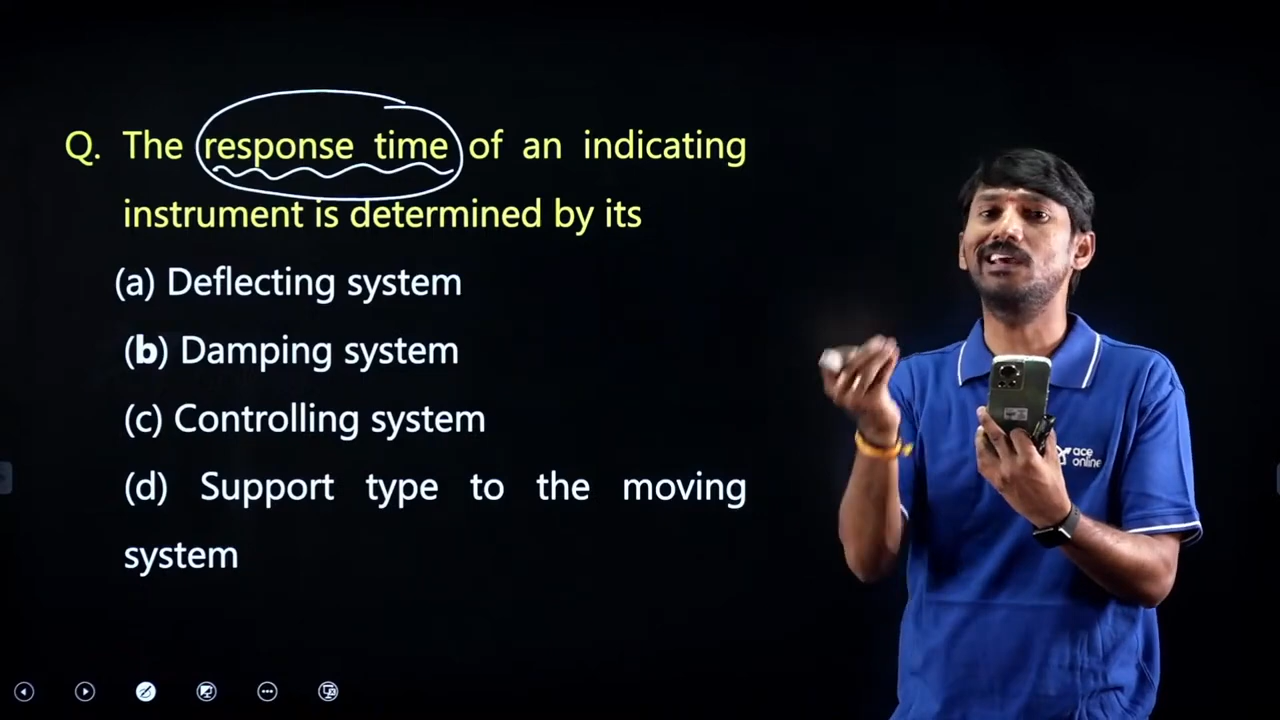 Q. The response time of an indicating
instrument is determined by its
(a) Deflecting system
(b) Damping system
(c) Controlling system
(d) Support type to the moving
system
ace
online